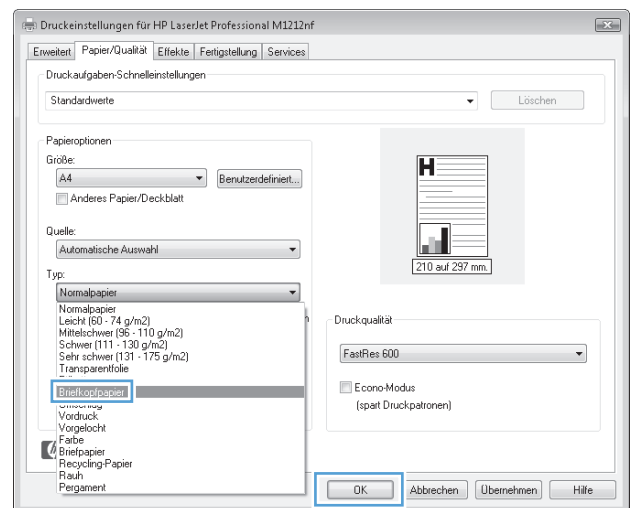 Druckeinstellungen für HP LaserJet Professional M1212nf
Erweitert Papier/Qualität Effekte Fertigstellung Services
Druckaufgaben-Schnelleinstellungen
Standardwerte Löschen
Papieroptionen
Größe:
A4 Benutzerdefiniert...
Anderes Papier/Deckblatt
Quelle:
Automatische Auswahl
Typ:
Normalpapier
Normalpapier
Leicht (60 - 74 g/m2)
Mittelschwer (96 - 110 g/m2)
Schwer (111 - 130 g/m2)
Sehr schwer (131 - 175 g/m2)
Transparentfolie
Briefkopfpapier
Umschlag
Vordruck
Vorgelocht
Farbe
Briefpapier
Recycling-Papier
Rauh
Pergament
H
210 auf 297 mm.
Druckqualität
FastRes 600
Econo-Modus
(spart Druckpatronen)
OK Abbrechen Übernehmen Hilfe